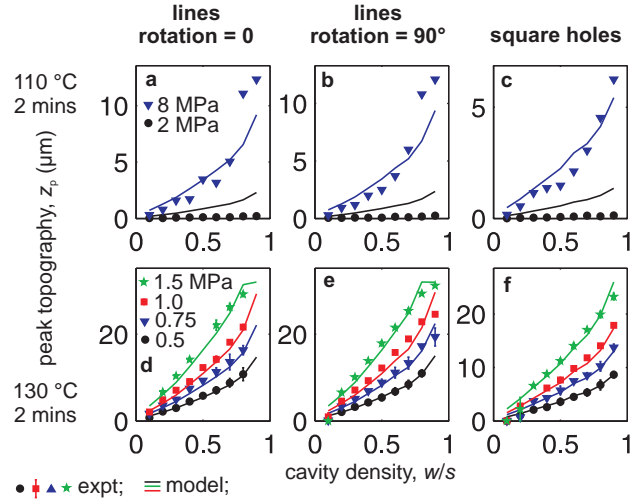 lines
rotation = 0
lines
rotation = 90°
square holes
110 °C
2 mins
130 °C
2 mins
peak topography, z_p (μm)
a
8 MPa
2 MPa
10
5
0
0 0.5 1
b
10
5
0
0 0.5 1
c
5
0
0 0.5 1
d
1.5 MPa
1.0
0.75
0.5
20
0
0 0.5 1
e
20
0
0 0.5 1
f
20
10
0
0 0.5 1
cavity density, w/s
expt; model;